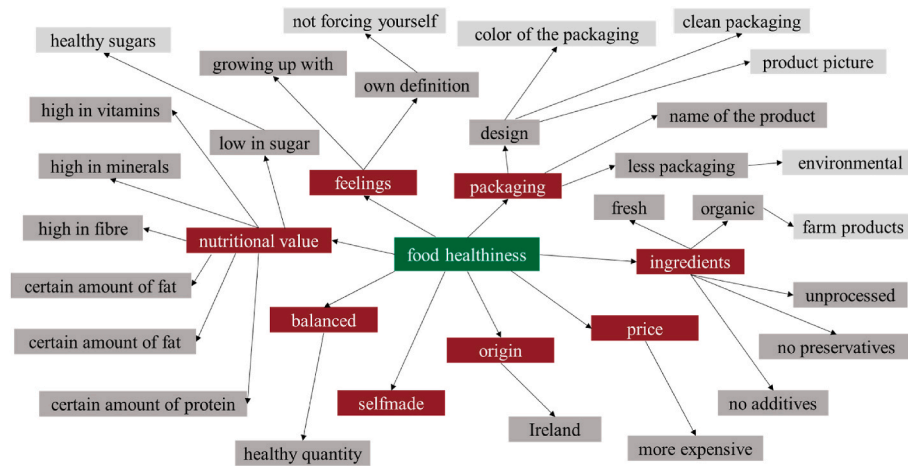 not forcing yourself
clean packaging
healthy sugars
color of the packaging
growing up with
product picture
own definition
high in vitamins
name of the product
design
low in sugar
high in minerals
less packaging
environmental
feelings
packaging
fresh
organic
high in fibre
nutritional value
farm products
food healthiness
ingredients
certain amount of fat
unprocessed
balanced
price
certain amount of fat
no preservatives
origin
certain amount of protein
selfmade
no additives
Ireland
healthy quantity
more expensive